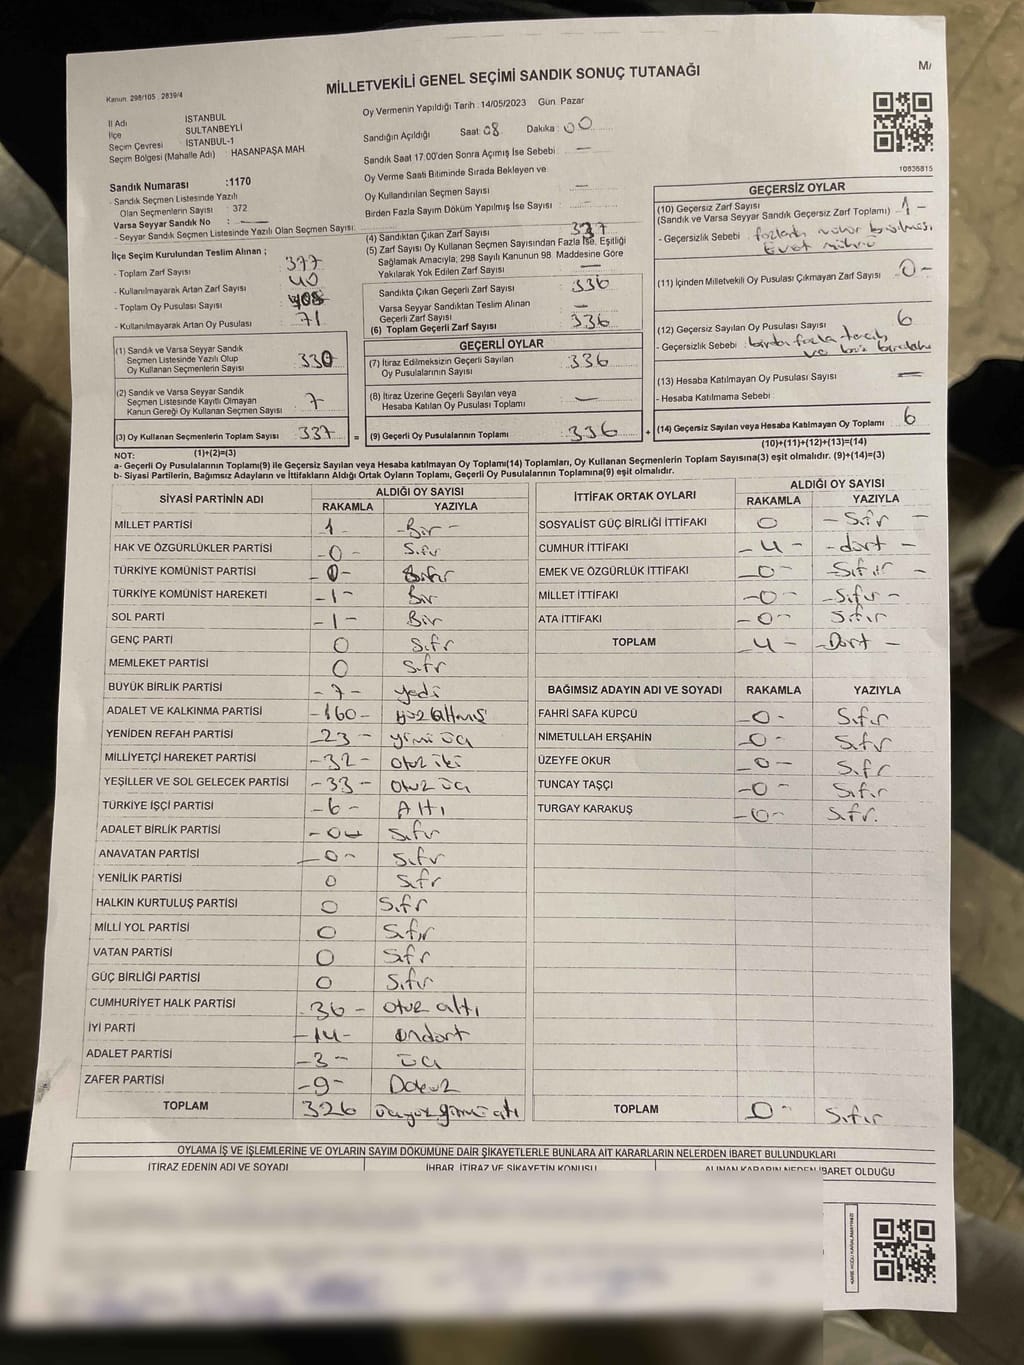 MİLLETVEKİLİ GENEL SEÇİMİ SANDIK SONUÇ TUTANAĞI
Kanun 298/105 2839/4
İl Adı İSTANBUL
İlçe SULTANBEYLİ
Seçim Çevresi İSTANBUL-1
Seçim Bölgesi (Mahalle Adı) HASANPAŞA MAH.
Sandık Numarası :1170
- Sandık Seçmen Listesinde Yazılı
Olan Seçmenlerin Sayısı : 372
Varsa Seyyar Sandık No :
- Seyyar Sandık Seçmen Listesinde Yazılı Olan Seçmen Sayısı:
İlçe Seçim Kurulundan Teslim Alınan ;
- Toplam Zarf Sayısı 377
- Kullanılmayarak Artan Zarf Sayısı 40
- Toplam Oy Pusulası Sayısı 408
- Kullanılmayarak Artan Oy Pusulası 71
(1) Sandık ve Varsa Seyyar Sandık
Seçmen Listesinde Yazılı Olup
Oy Kullanan Seçmenlerin Sayısı 330
(2) Sandık ve Varsa Seyyar Sandık
Seçmen Listesinde Kayıtlı Olmayan
Kanun Gereği Oy Kullanan Seçmen Sayısı 7
(3) Oy Kullanan Seçmenlerin Toplam Sayısı 337 =
(1)+(2)=(3)
Oy Vermenin Yapıldığı Tarih : 14/05/2023 Gün Pazar
Sandığın Açıldığı Saat: 08 Dakika: 00
Sandık Saat 17.00'den Sonra Açımış İse Sebebi : —
Oy Verme Saati Bitiminde Sırada Bekleyen ve
Oy Kullandırılan Seçmen Sayısı —
Birden Fazla Sayım Döküm Yapılmış İse Sayısı : —
(4) Sandıktan Çıkan Zarf Sayısı 337
(5) Zarf Sayısı Oy Kullanan Seçmen Sayısından Fazla İse, Eşitliği
Sağlamak Amacıyla; 298 Sayılı Kanunun 98. Maddesine Göre
Yakılarak Yok Edilen Zarf Sayısı —
Sandıkta Çıkan Geçerli Zarf Sayısı : 336
Varsa Seyyar Sandıktan Teslim Alınan
Geçerli Zarf Sayısı : —
(6) Toplam Geçerli Zarf Sayısı : 336
GEÇERLİ OYLAR
(7) İtiraz Edilmeksizin Geçerli Sayılan
Oy Pusulalarının Sayısı : 336
(8) İtiraz Üzerine Geçerli Sayılan veya
Hesaba Katılan Oy Pusulası Toplamı : —
(9) Geçerli Oy Pusulalarının Toplamı : 336 +
10636815
GEÇERSİZ OYLAR
(10) Geçersiz Zarf Sayısı
(Sandık ve Varsa Seyyar Sandık Geçersiz Zarf Toplamı) : 1 -
- Geçersizlik Sebebi : fazladan mühür basılması
Evet mührü
(11) İçinden Milletvekili Oy Pusulası Çıkmayan Zarf Sayısı : 0-
(12) Geçersiz Sayılan Oy Pusulası Sayısı 6
- Geçersizlik Sebebi : birden fazla tercih
(13) Hesaba Katılmayan Oy Pusulası Sayısı : —
- Hesaba Katılmama Sebebi :
(14) Geçersiz Sayılan veya Hesaba Katılmayan Oy Toplamı : 6
(10)+(11)+(12)+(13)=(14)
NOT:
a- Geçerli Oy Pusulalarının Toplamı(9) ile Geçersiz Sayılan veya Hesaba katılmayan Oy Toplamı(14) Toplamları, Oy Kullanan Seçmenlerin Toplam Sayısına(3) eşit olmalıdır. (9)+(14)=(3)
b- Siyasi Partilerin, Bağımsız Adayların ve İttifakların Aldığı Ortak Oyların Toplamı, Geçerli Oy Pusulalarının Toplamına(9) eşit olmalıdır.
SİYASİ PARTİNİN ADI ALDIĞI OY SAYISI
RAKAMLA YAZIYLA
MİLLET PARTİSİ 1- -Bir-
HAK VE ÖZGÜRLÜKLER PARTİSİ -0- Sıfır
TÜRKİYE KOMÜNİST PARTİSİ -0- Sıfır
TÜRKİYE KOMÜNİST HAREKETİ -1- Bir
SOL PARTİ -1- Bir
GENÇ PARTİ 0 Sıfır
MEMLEKET PARTİSİ 0 Sıfır
BÜYÜK BİRLİK PARTİSİ -7- yedi
ADALET VE KALKINMA PARTİSİ -160- yüzaltmış
YENİDEN REFAH PARTİSİ -23- yirmi üç
MİLLİYETÇİ HAREKET PARTİSİ -32- otuz iki
YEŞİLLER VE SOL GELECEK PARTİSİ -33- otuz üç
TÜRKİYE İŞÇİ PARTİSİ -6- Altı
ADALET BİRLİK PARTİSİ -0- Sıfır
ANAVATAN PARTİSİ -0- Sıfır
YENİLİK PARTİSİ 0 Sıfır
HALKIN KURTULUŞ PARTİSİ 0 Sıfır
MİLLİ YOL PARTİSİ 0 Sıfır
VATAN PARTİSİ 0 Sıfır
GÜÇ BİRLİĞİ PARTİSİ 0 Sıfır
CUMHURİYET HALK PARTİSİ -36- otuz altı
İYİ PARTİ -14- ondört
ADALET PARTİSİ -3- üç
ZAFER PARTİSİ -9- Dokuz
TOPLAM 326 üçyüzyirmi altı
İTTİFAK ORTAK OYLARI ALDIĞI OY SAYISI
RAKAMLA YAZIYLA
SOSYALİST GÜÇ BİRLİĞİ İTTİFAKI 0 -Sıfır-
CUMHUR İTTİFAKI -4- -dört-
EMEK VE ÖZGÜRLÜK İTTİFAKI -0- -Sıfır-
MİLLET İTTİFAKI -0- -Sıfır-
ATA İTTİFAKI -0- Sıfır
TOPLAM -4- -Dört-
BAĞIMSIZ ADAYIN ADI VE SOYADI RAKAMLA YAZIYLA
FAHRİ SAFA KÜPCÜ -0- Sıfır
NİMETULLAH ERŞAHİN -0- Sıfır
ÜZEYFE OKUR -0- Sıfır
TUNCAY TAŞÇI -0- Sıfır
TURGAY KARAKUŞ -0- Sıfır.
TOPLAM 0- Sıfır
OYLAMA İŞ VE İŞLEMLERİNE VE OYLARIN SAYIM DÖKÜMÜNE DAİR ŞİKAYETLERLE BUNLARA AİT KARARLARIN NELERDEN İBARET BULUNDUKLARI
İTİRAZ EDENİN ADI VE SOYADI İHBAR, İTİRAZ VE ŞİKAYETİN KONUSU ALINAN KARARIN NEDEN İBARET OLDUĞU